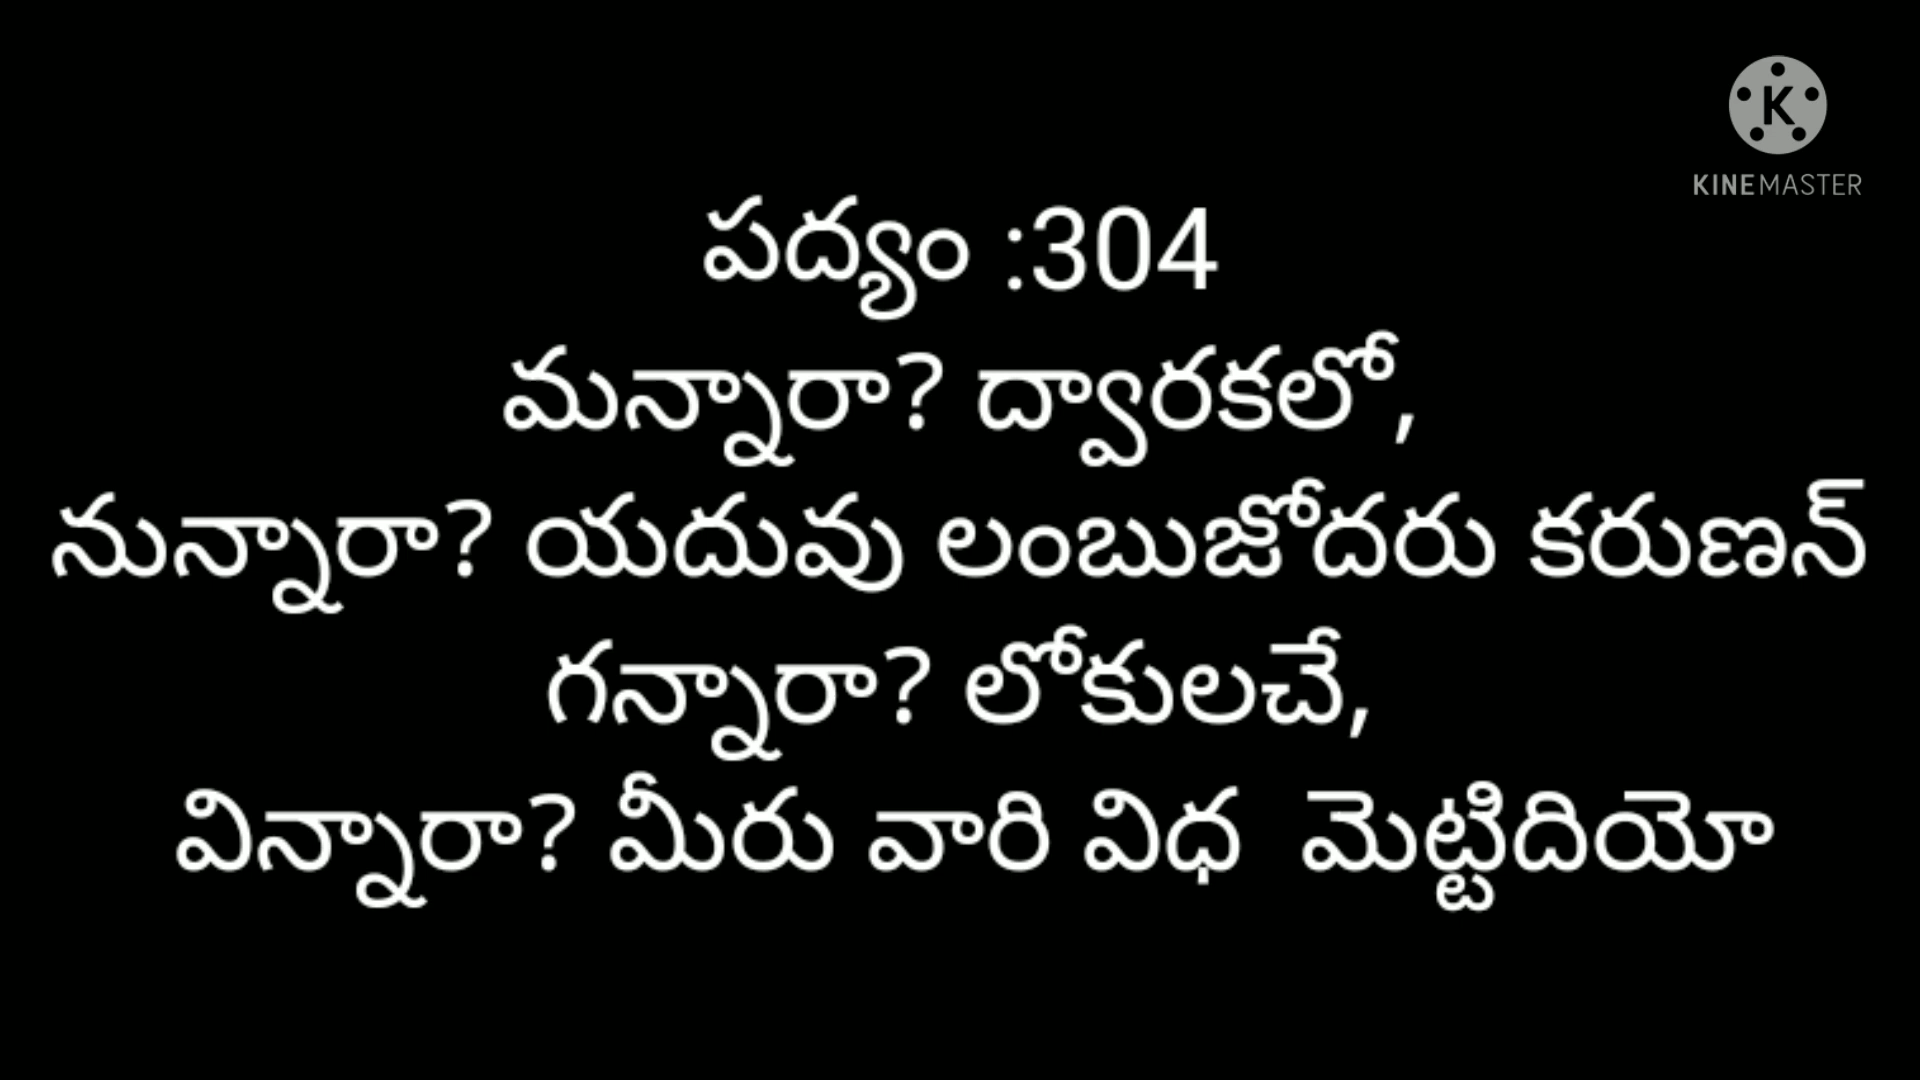 KINEMASTER
పద్యం :304
మన్నారా? ద్వారకలో,
నున్నారా? యదువు లంబుజోదరు కరుణన్
గన్నారా? లోకులచే,
విన్నారా? మీరు వారి విధ  మెట్టిదియో